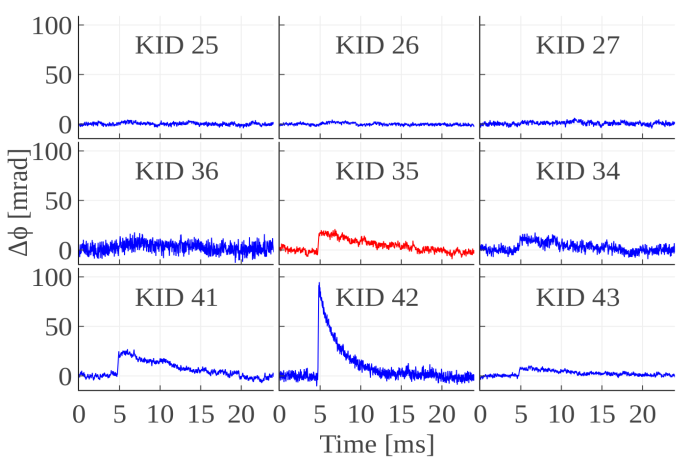 100
50
0
KID 25
KID 26
KID 27
100
50
0
KID 36
KID 35
KID 34
Δϕ [mrad]
100
50
0
KID 41
KID 42
KID 43
0 5 10 15 20 0 5 10 15 20 0 5 10 15 20
Time [ms]